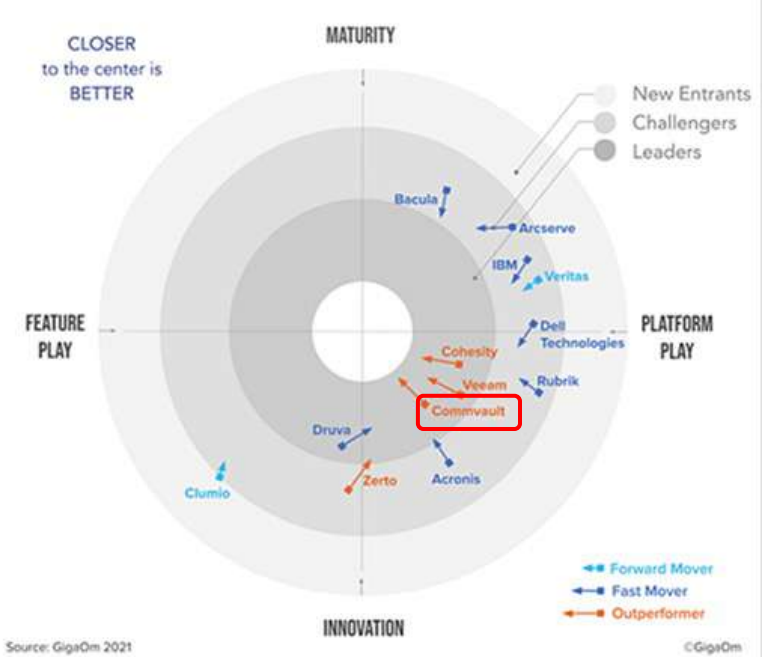 MATURITY
CLOSER
to the center is
BETTER
New Entrants
Challengers
Leaders
Bacula
Arcserve
IBM
Veritas
FEATURE
PLAY
PLATFORM
PLAY
Dell
Technologies
Cohesity
Veeam
Rubrik
Commvault
Druva
Zerto
Acronis
Clumio
Forward Mover
Fast Mover
Outperformer
INNOVATION
Source: GigaOm 2021
©GigaOm